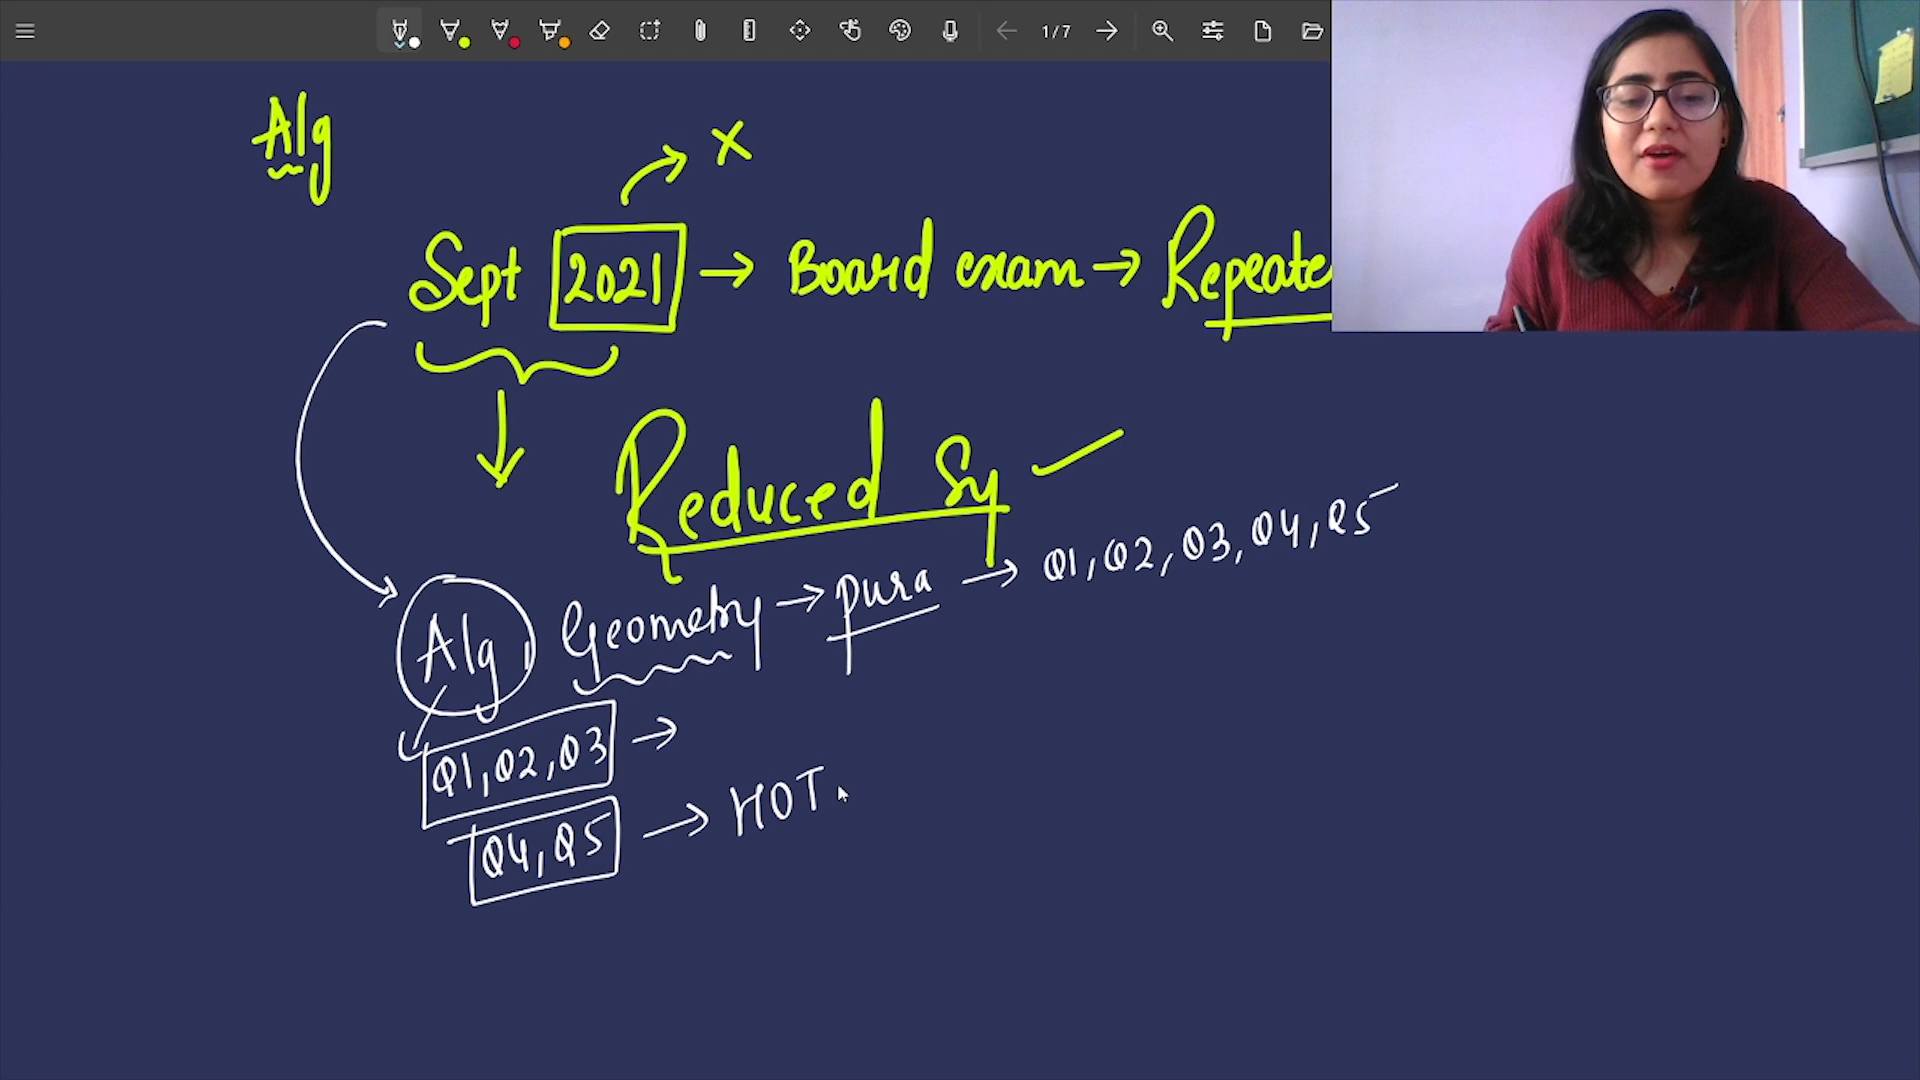 1/7
Alg
X
Sept 2021 → Board exam → Repeate
Reduced Sy ✓
Alg, Geometry → pura → Q1, Q2, Q3, Q4, Q5
Q1, Q2, Q3 →
Q4, Q5 → HOT